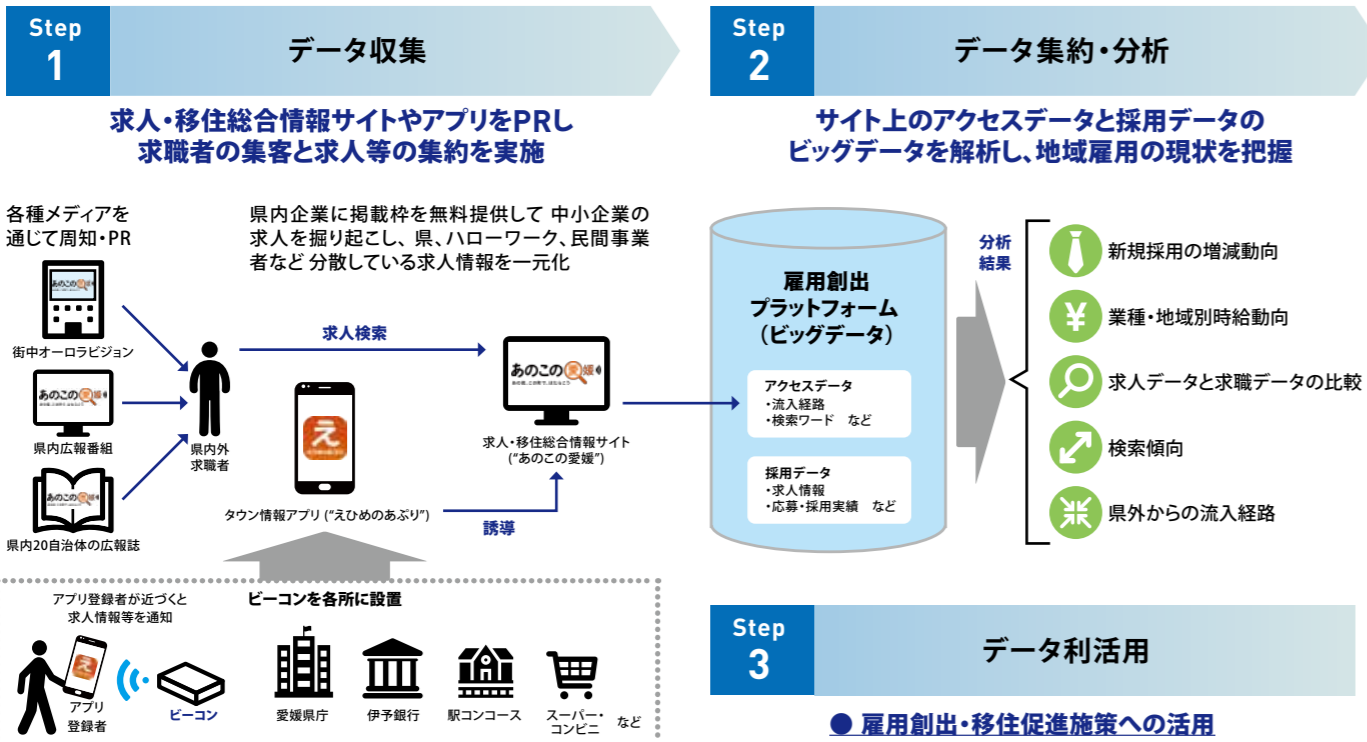 Step
1
データ収集
求人・移住総合情報サイトやアプリをPRし
求職者の集客と求人等の集約を実施
各種メディアを
通じて周知・PR
県内企業に掲載枠を無料提供して 中小企業の
求人を掘り起こし、県、ハローワーク、民間事業
者など 分散している求人情報を一元化
あのこの愛媛
街中オーロラビジョン
あのこの愛媛
県内広報番組
あのこの愛媛
県内20自治体の広報誌
県内外
求職者
求人検索
え
タウン情報アプリ (“えひめのあぷり”)
あのこの愛媛
求人・移住総合情報サイト
(“あのこの愛媛”)
誘導
アプリ登録者が近づくと
求人情報等を通知
え
アプリ
登録者
ビーコン
ビーコンを各所に設置
愛媛県庁
伊予銀行
駅コンコース
スーパー・
コンビニ
など
Step
2
データ集約・分析
サイト上のアクセスデータと採用データの
ビッグデータを解析し、地域雇用の現状を把握
雇用創出
プラットフォーム
(ビッグデータ)
アクセスデータ
・流入経路
・検索ワード など
採用データ
・求人情報
・応募・採用実績 など
分析
結果
新規採用の増減動向
¥
業種・地域別時給動向
求人データと求職データの比較
検索傾向
県外からの流入経路
Step
3
データ利活用
● 雇用創出・移住促進施策への活用